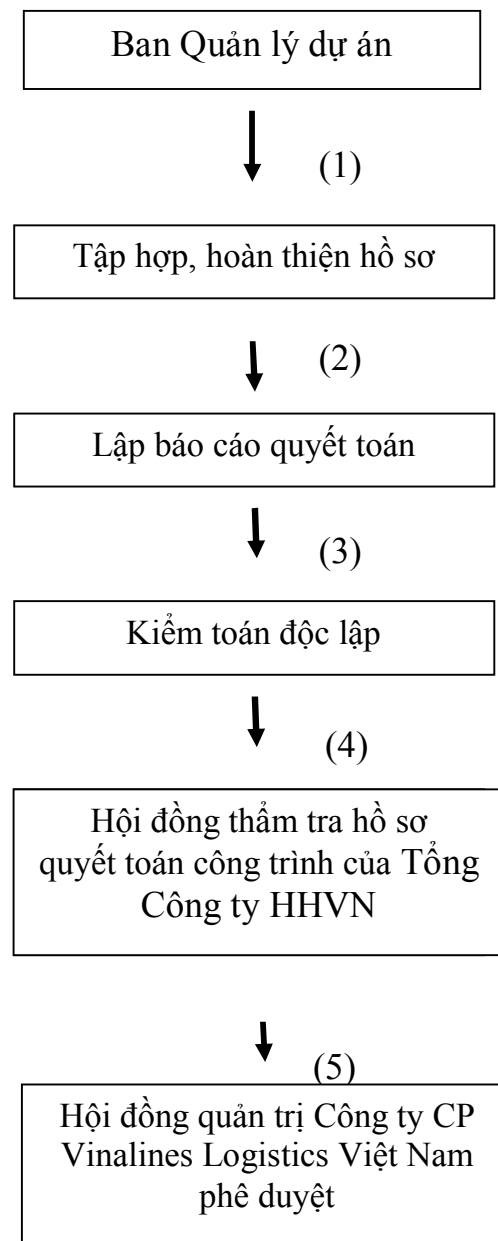 Ban Quản lý dự án
(1)
Tập hợp, hoàn thiện hồ sơ
(2)
Lập báo cáo quyết toán
(3)
Kiểm toán độc lập
(4)
Hội đồng thẩm tra hồ sơ
quyết toán công trình của Tổng
Công ty HHVN
(5)
Hội đồng quản trị Công ty CP
Vinalines Logistics Việt Nam
phê duyệt